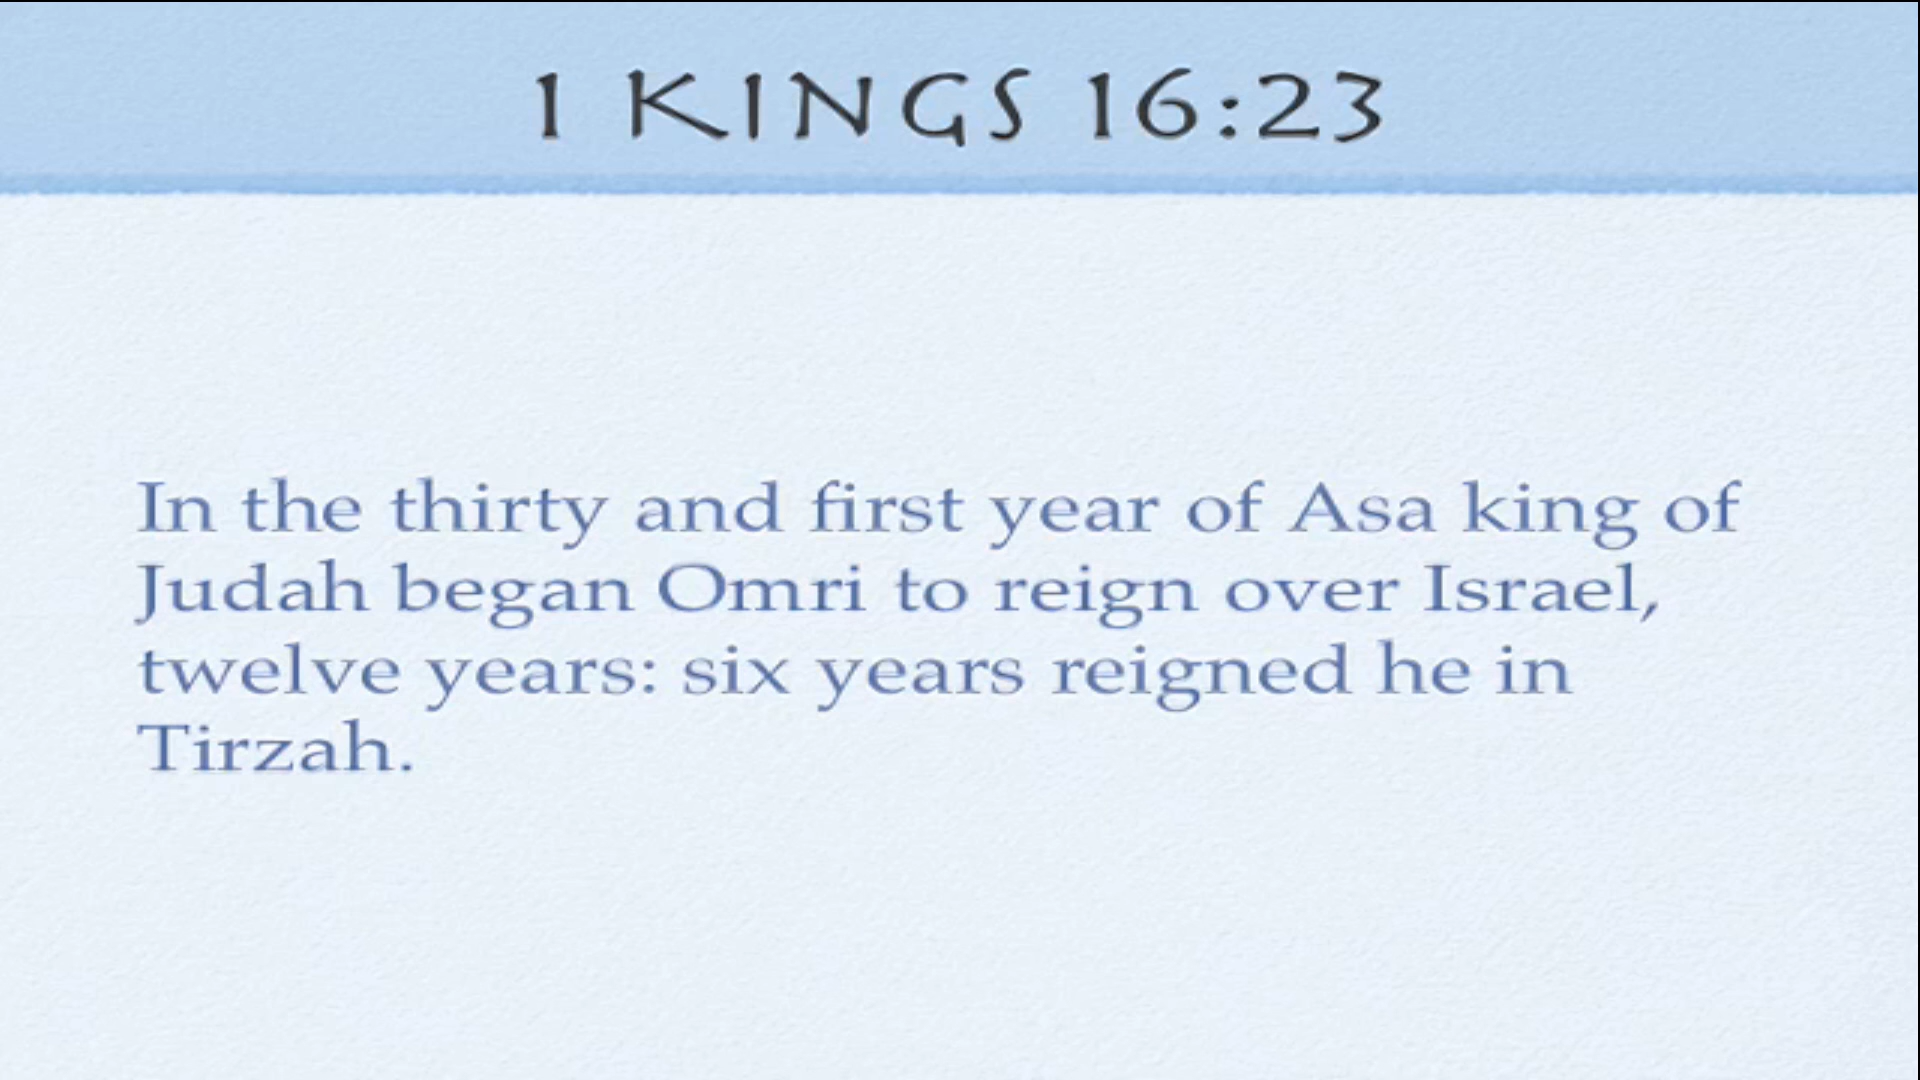 1 KINGS 16:23
In the thirty and first year of Asa king of
Judah began Omri to reign over Israel,
twelve years: six years reigned he in
Tirzah.